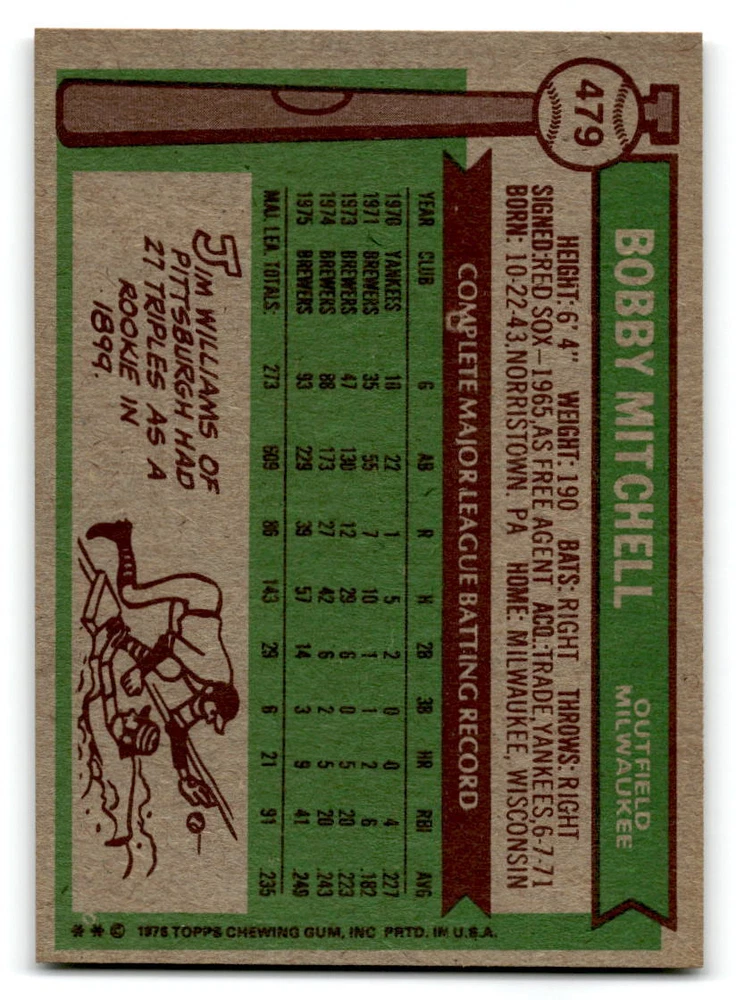 479
BOBBY MITCHELL
OUTFIELD
MILWAUKEE
HEIGHT: 6' 4" WEIGHT: 190 BATS: RIGHT THROWS: RIGHT
SIGNED: RED SOX–1965, AS FREE AGENT ACQ: TRADE, YANKEES, 6-7-71
BORN: 10-22-43, NORRISTOWN, PA HOME: MILWAUKEE, WISCONSIN
COMPLETE MAJOR LEAGUE BATTING RECORD
YEAR CLUB G AB R H 2B 3B HR RBI AVG
1970 YANKEES 10 22 1 5 2 0 0 4 .227
1971 BREWERS 35 55 7 10 1 1 2 6 .182
1973 BREWERS 47 130 12 29 6 0 5 20 .223
1974 BREWERS 88 173 27 42 6 2 5 20 .243
1975 BREWERS 93 229 39 57 14 3 9 41 .249
MAJ. LEA. TOTALS: 273 609 86 143 29 6 21 91 .235
JIM WILLIAMS OF
PITTSBURGH HAD
27 TRIPLES AS A
ROOKIE IN
1899.
* * © 1976 TOPPS CHEWING GUM, INC PRTD. IN U.S.A.